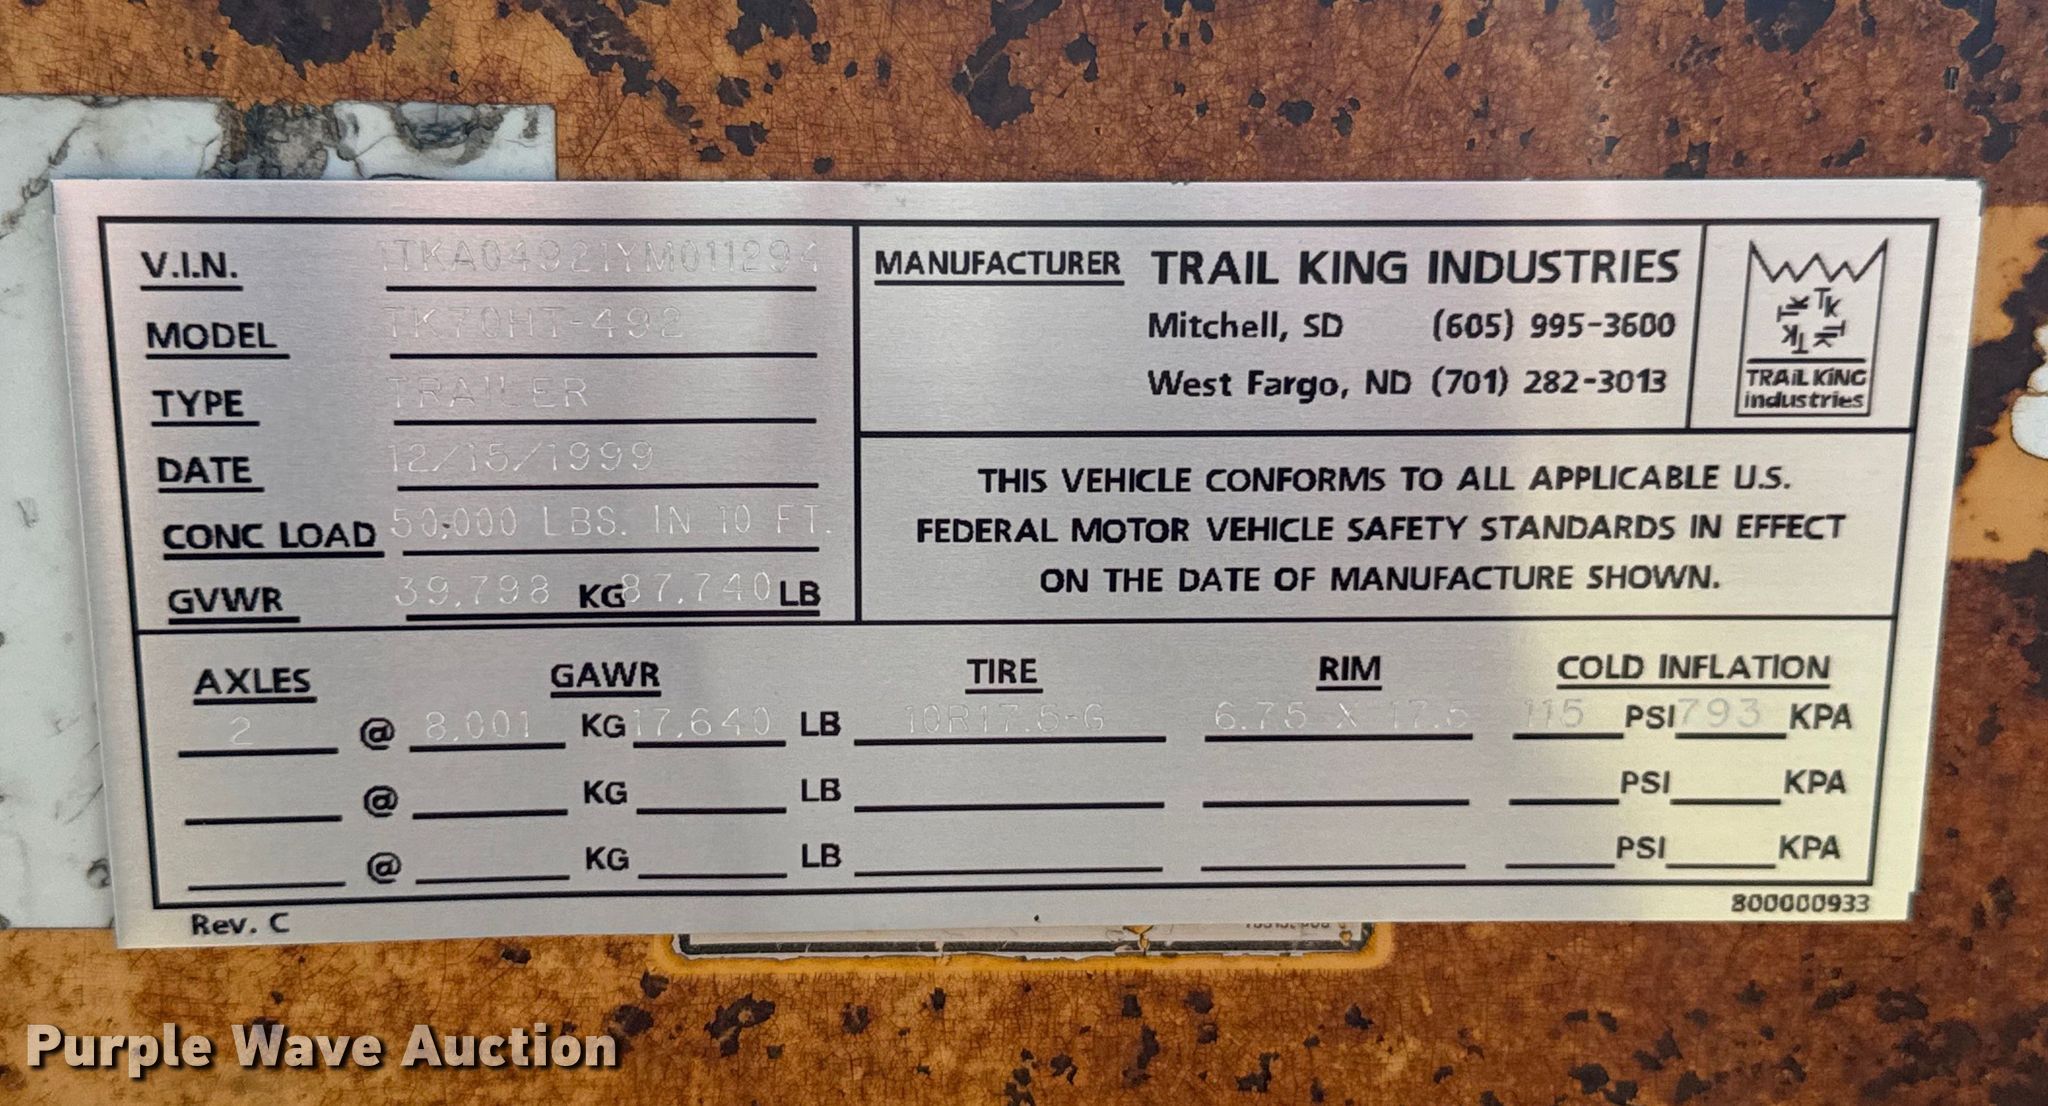 V.I.N. 1TKA04921YM011294
MODEL TK70HT-492
TYPE TRAILER
DATE 12/15/1999
CONC LOAD 50,000 LBS. IN 10 FT.
GVWR 39,798 KG 87,740 LB
MANUFACTURER TRAIL KING INDUSTRIES
Mitchell, SD (605) 995-3600
West Fargo, ND (701) 282-3013
TK TK TK TK TK
TRAIL KING
industries
THIS VEHICLE CONFORMS TO ALL APPLICABLE U.S.
FEDERAL MOTOR VEHICLE SAFETY STANDARDS IN EFFECT
ON THE DATE OF MANUFACTURE SHOWN.
AXLES GAWR TIRE RIM COLD INFLATION
2 @ 8,001 KG 17,640 LB 10R17.5-G 6.75 X 17.5 115 PSI 793 KPA
@ KG LB PSI KPA
@ KG LB PSI KPA
Rev. C 800000933
Purple Wave Auction